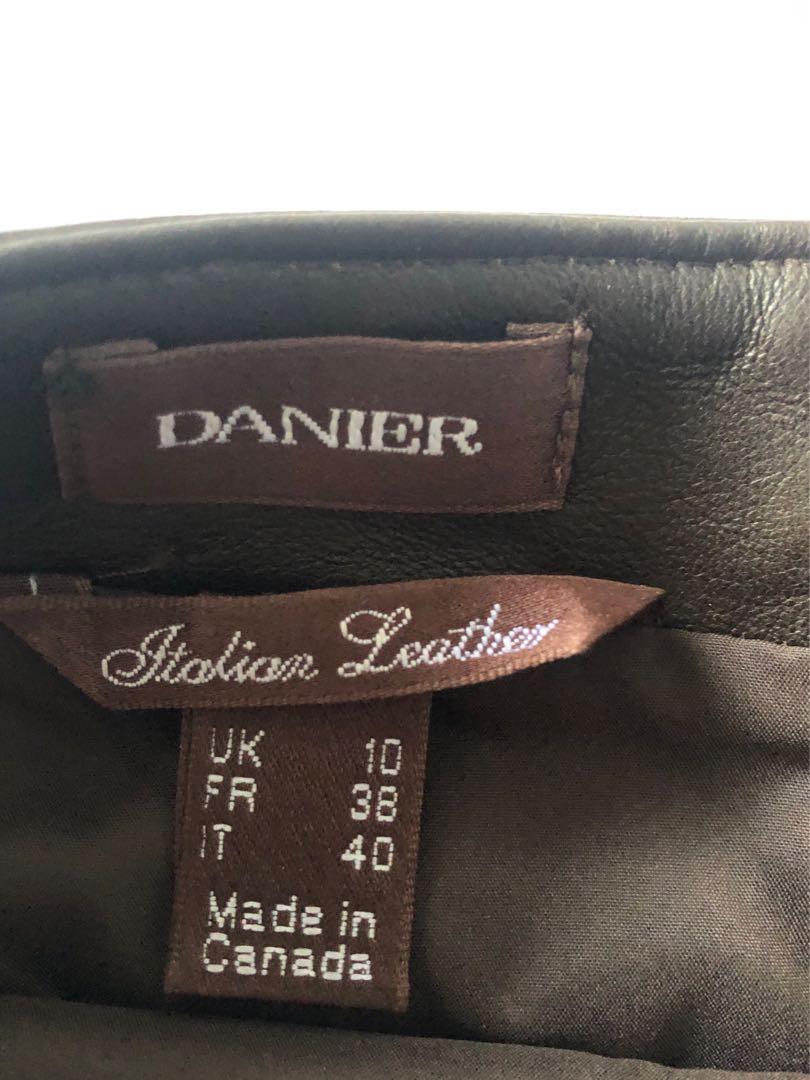 DANIER
Italian Leather
UK 10
FR 38
IT 40
Made in
Canada